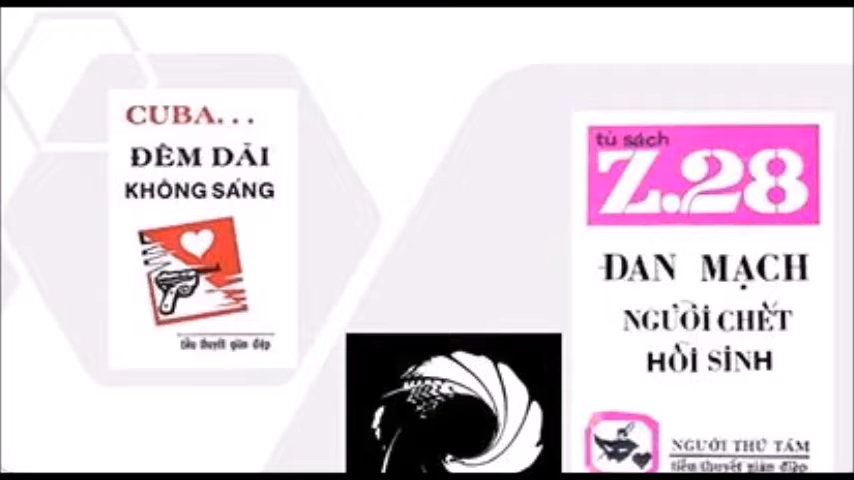 CUBA...
ĐÊM DÀI
KHÔNG SÁNG
tiểu thuyết gián điệp
tủ sách
Z.28
ĐAN MẠCH
NGƯỜI CHẾT
HỒI SINH
NGƯỜI THỨ TÁM
tiểu thuyết gián điệp